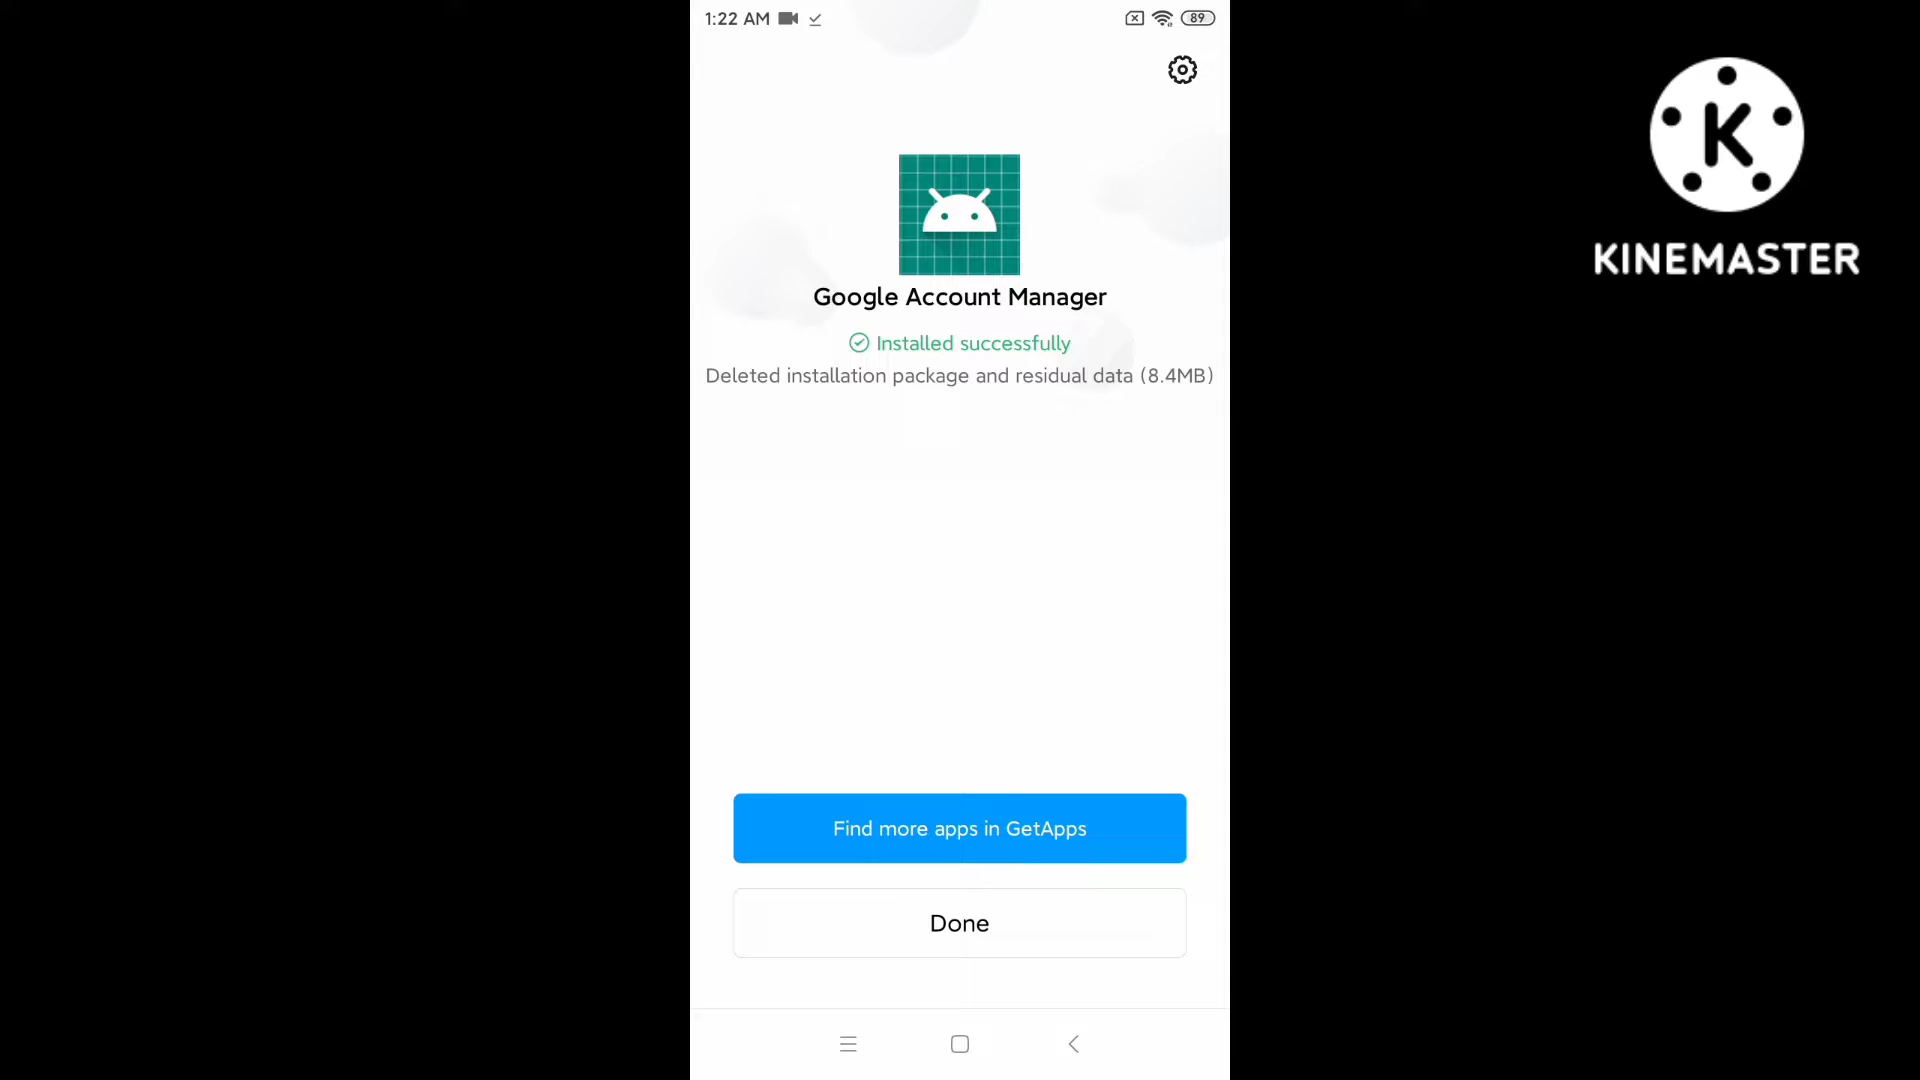 1:22 AM
89
K
KINEMASTER
Google Account Manager
Installed successfully
Deleted installation package and residual data (8.4MB)
Find more apps in GetApps
Done